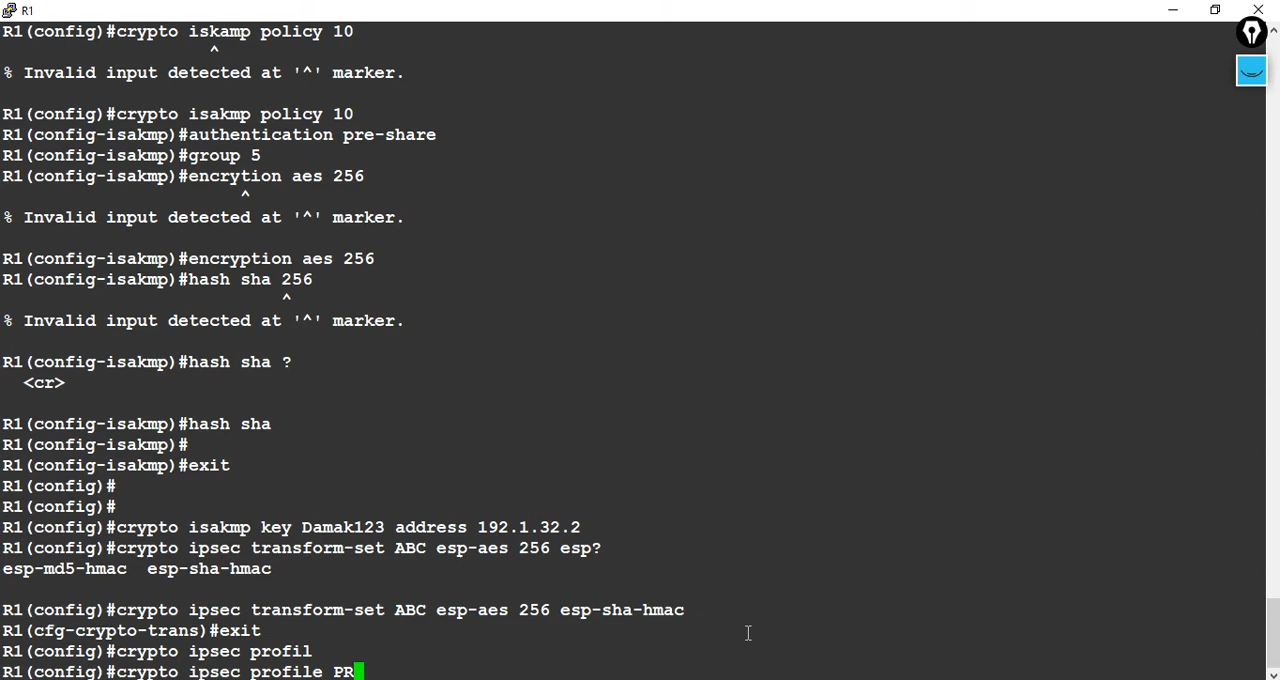 R1
R1(config)#crypto iskamp policy 10
^
% Invalid input detected at '^' marker.
R1(config)#crypto isakmp policy 10
R1(config-isakmp)#authentication pre-share
R1(config-isakmp)#group 5
R1(config-isakmp)#encrytion aes 256
^
% Invalid input detected at '^' marker.
R1(config-isakmp)#encryption aes 256
R1(config-isakmp)#hash sha 256
^
% Invalid input detected at '^' marker.
R1(config-isakmp)#hash sha ?
<cr>
R1(config-isakmp)#hash sha
R1(config-isakmp)#
R1(config-isakmp)#exit
R1(config)#
R1(config)#
R1(config)#crypto isakmp key Damak123 address 192.1.32.2
R1(config)#crypto ipsec transform-set ABC esp-aes 256 esp?
esp-md5-hmac  esp-sha-hmac
R1(config)#crypto ipsec transform-set ABC esp-aes 256 esp-sha-hmac
R1(cfg-crypto-trans)#exit
R1(config)#crypto ipsec profil
R1(config)#crypto ipsec profile PR